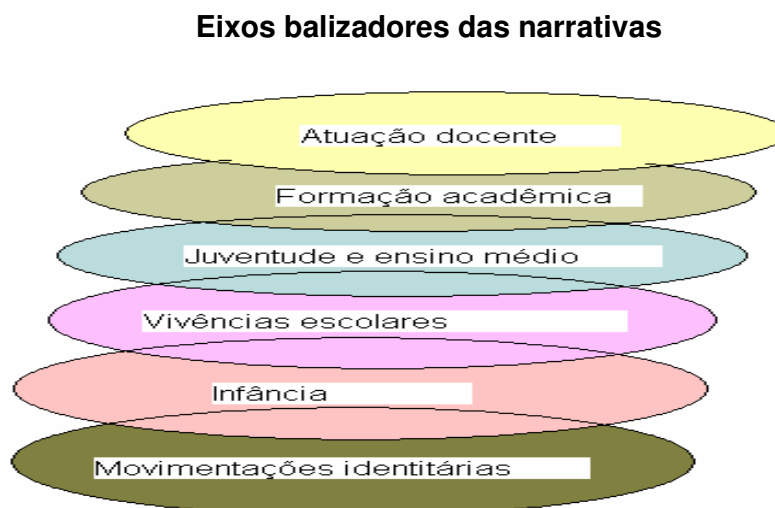 Eixos balizadores das narrativas
Atuação docente
Formação acadêmica
Juventude e ensino médio
Vivências escolares
Infância
Movimentações identitárias